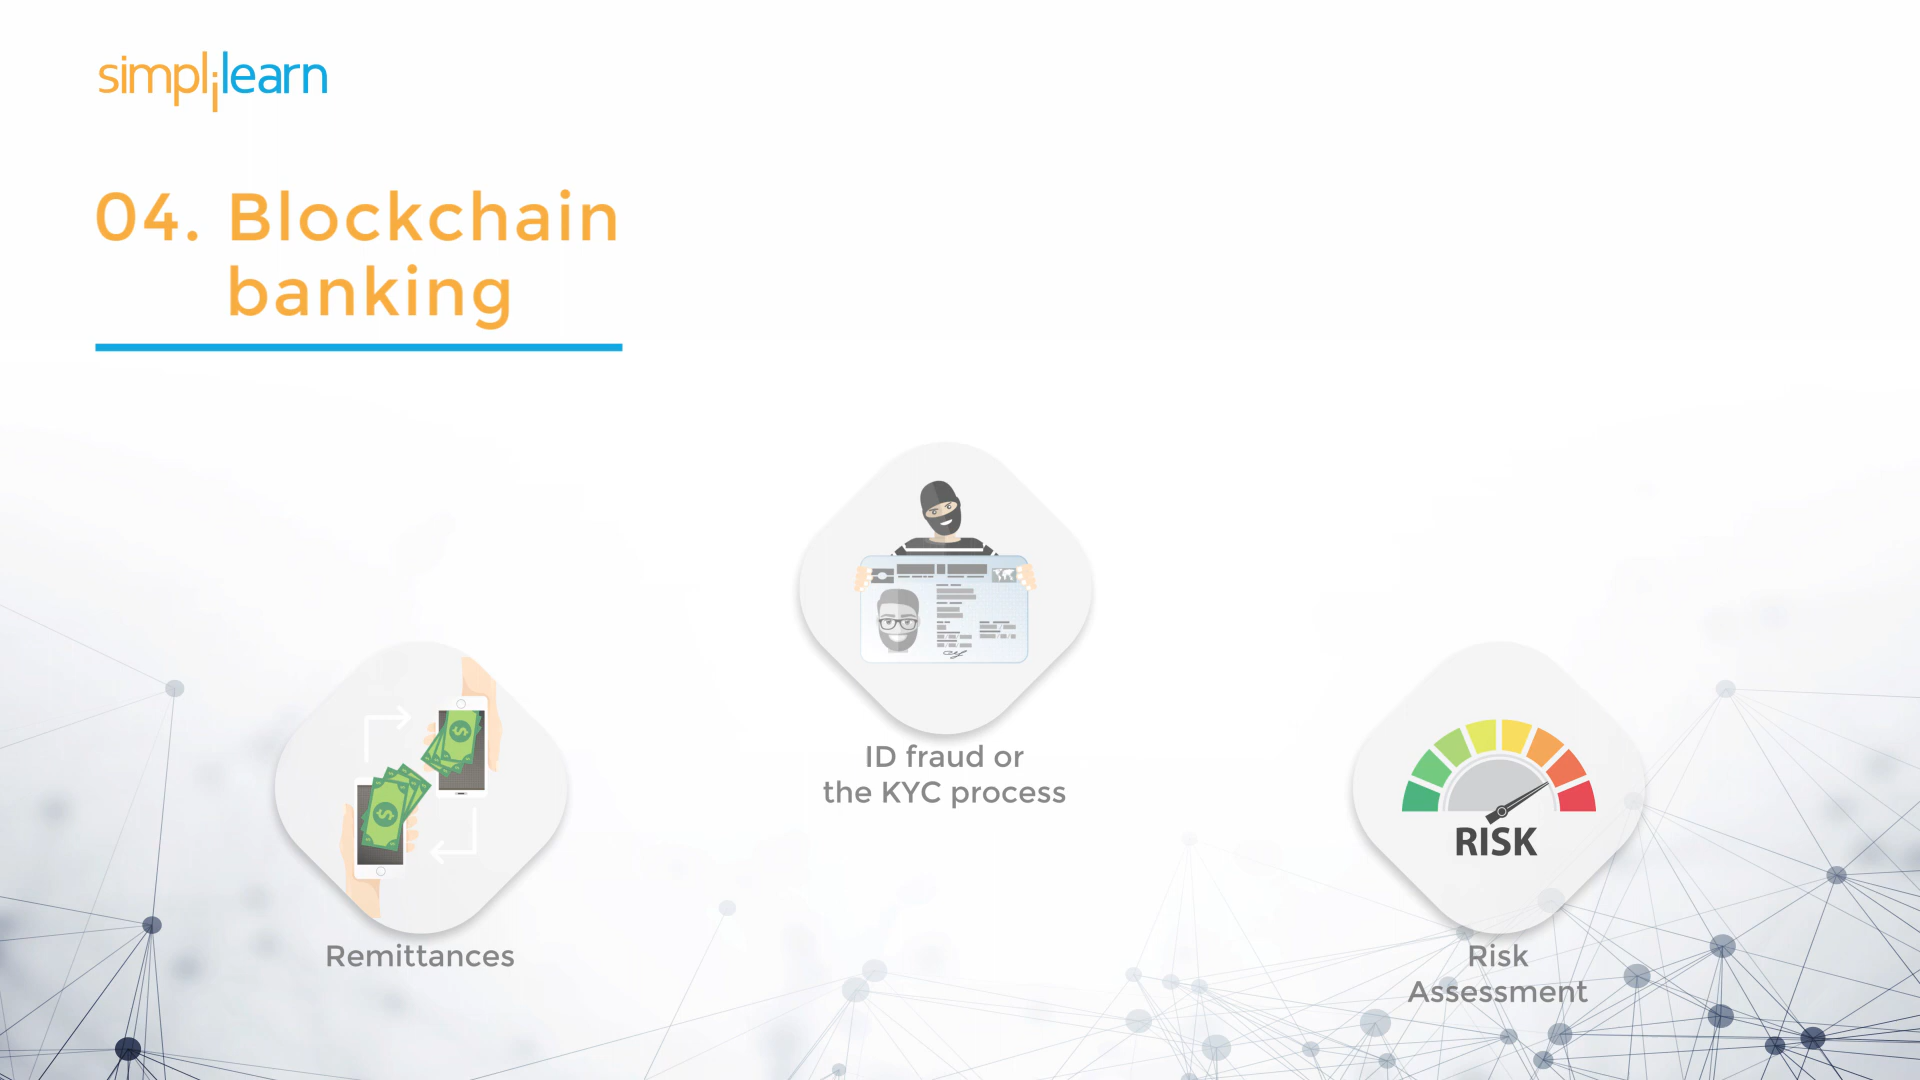 simplilearn
04. Blockchain
banking
ID fraud or
the KYC process
RISK
Remittances
Risk
Assessment